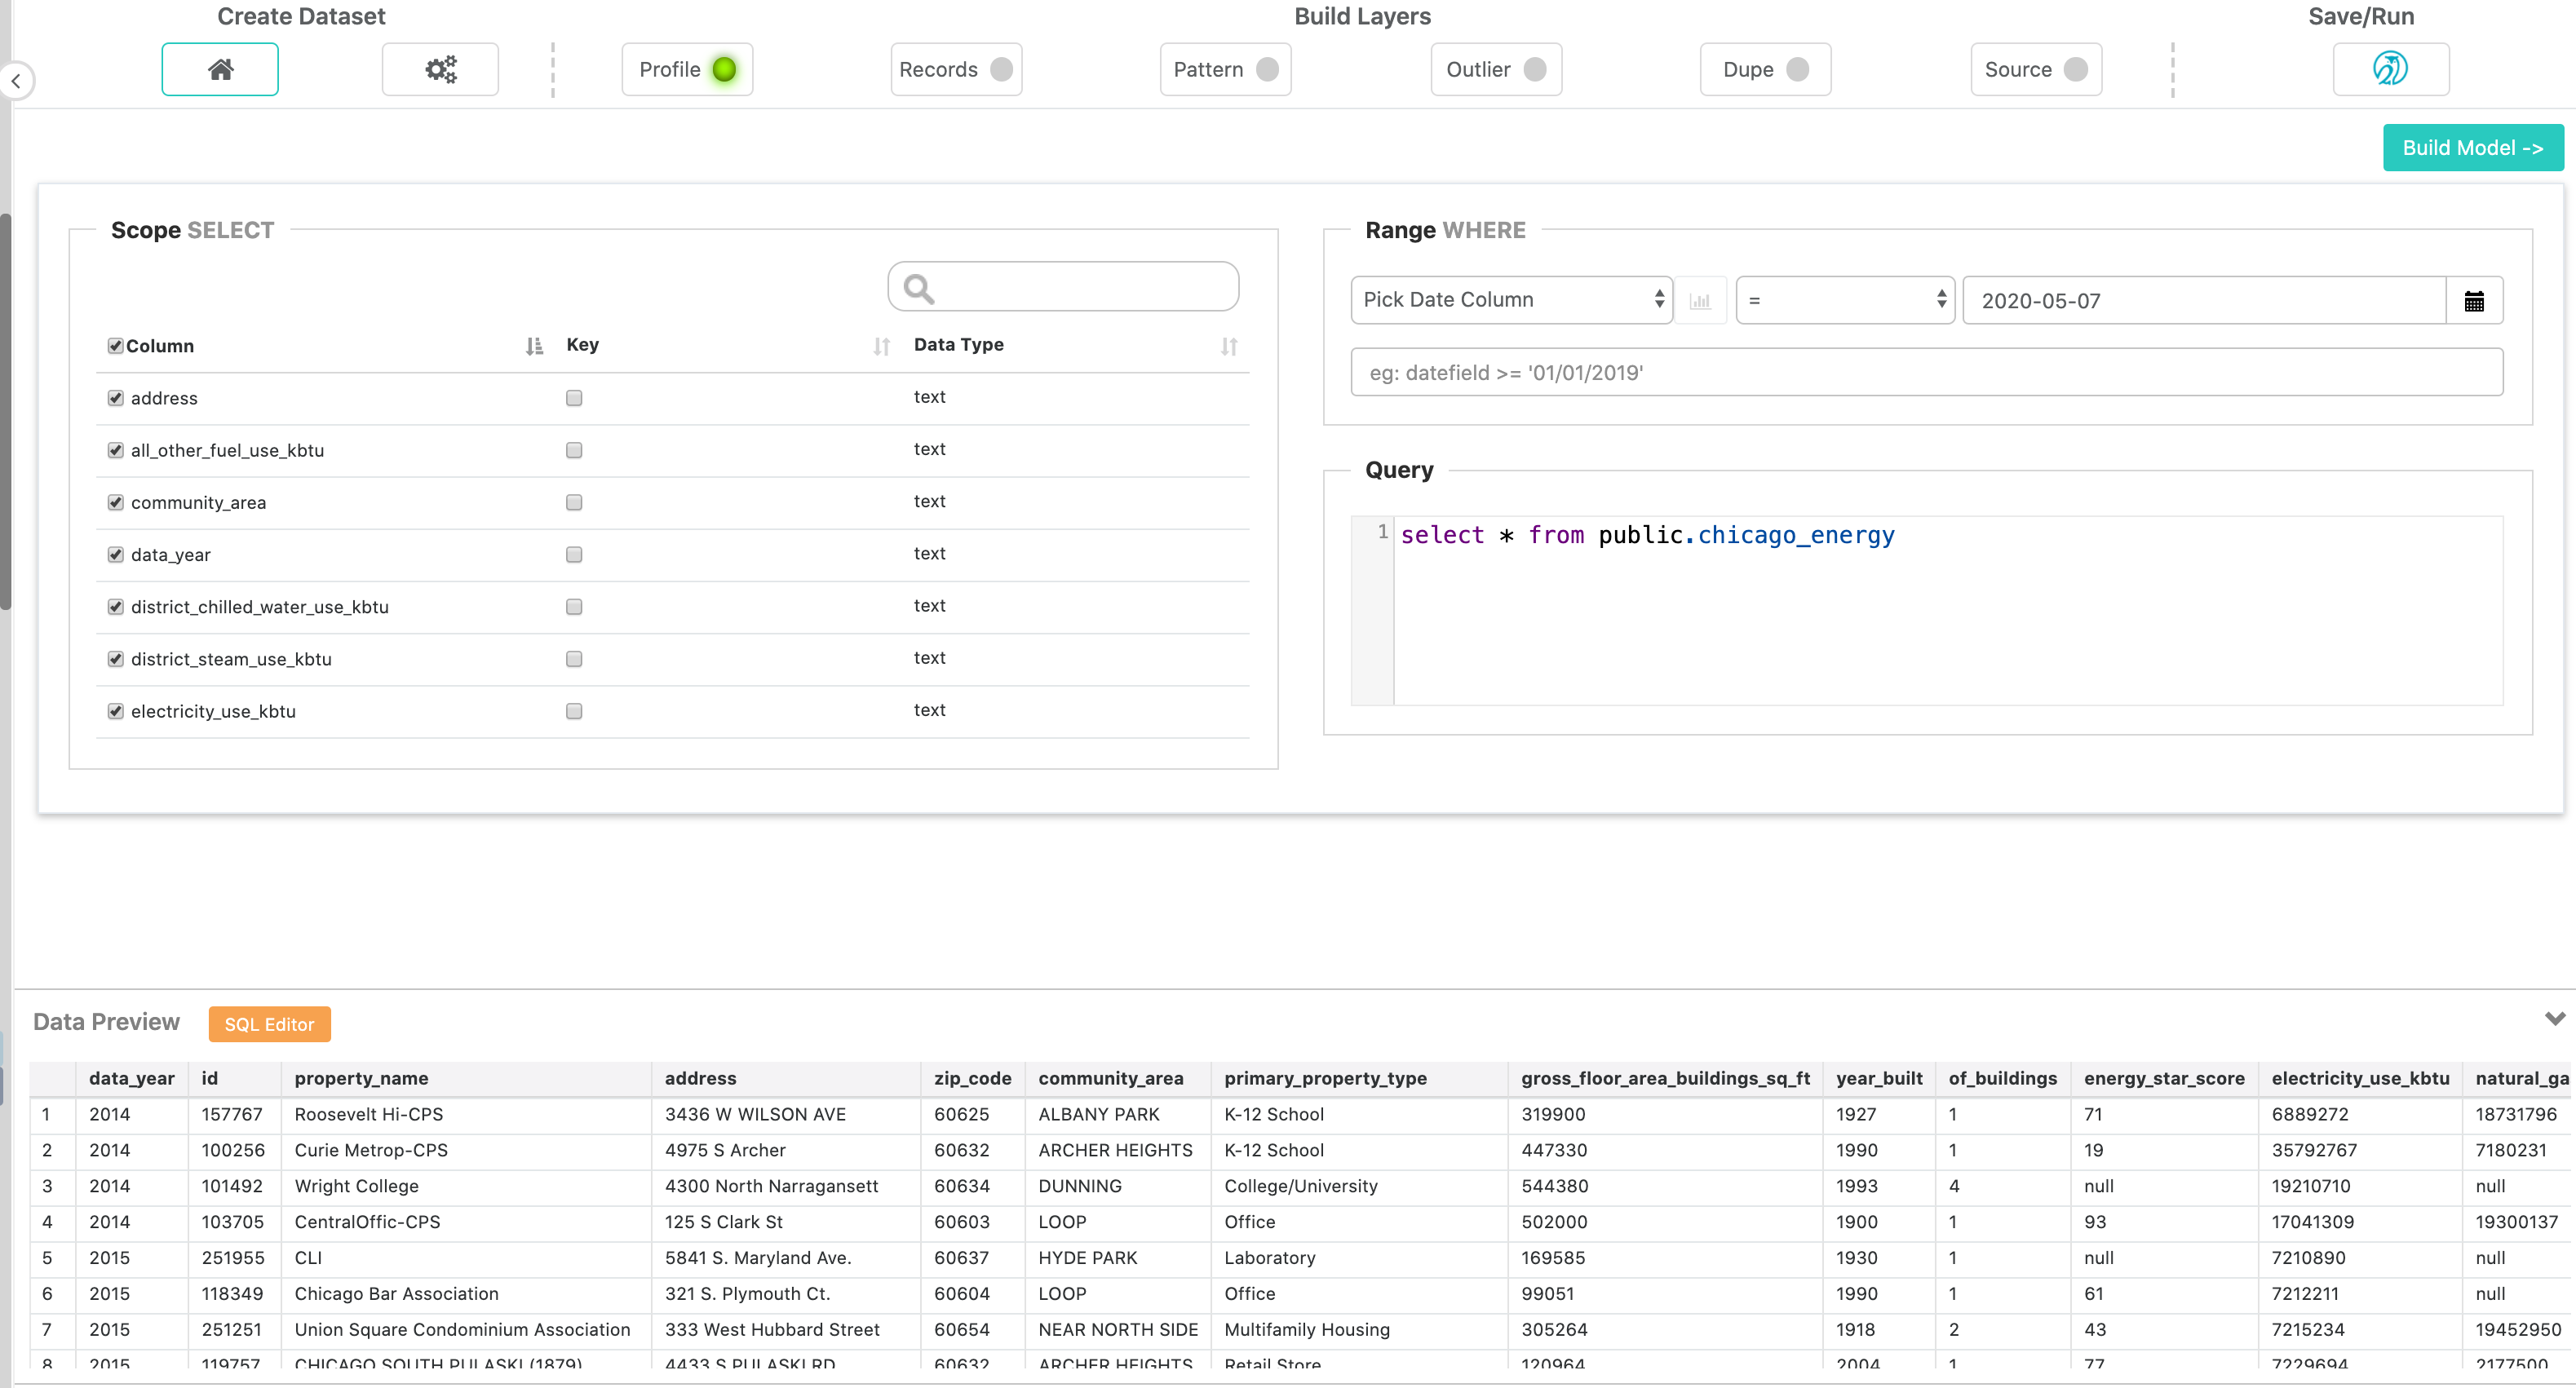 Create Dataset
Build Layers
Save/Run
Profile
Records
Pattern
Outlier
Dupe
Source
Build Model ->
Scope SELECT
Column Key Data Type
address text
all_other_fuel_use_kbtu text
community_area text
data_year text
district_chilled_water_use_kbtu text
district_steam_use_kbtu text
electricity_use_kbtu text
Range WHERE
Pick Date Column = 2020-05-07
eg: datefield >= '01/01/2019'
Query
1 select * from public.chicago_energy
Data Preview SQL Editor
data_year id property_name address zip_code community_area primary_property_type gross_floor_area_buildings_sq_ft year_built of_buildings energy_star_score electricity_use_kbtu natural_ga
1 2014 157767 Roosevelt Hi-CPS 3436 W WILSON AVE 60625 ALBANY PARK K-12 School 319900 1927 1 71 6889272 18731796
2 2014 100256 Curie Metrop-CPS 4975 S Archer 60632 ARCHER HEIGHTS K-12 School 447330 1990 1 19 35792767 7180231
3 2014 101492 Wright College 4300 North Narragansett 60634 DUNNING College/University 544380 1993 4 null 19210710 null
4 2014 103705 CentralOffic-CPS 125 S Clark St 60603 LOOP Office 502000 1900 1 93 17041309 19300137
5 2015 251955 CLI 5841 S. Maryland Ave. 60637 HYDE PARK Laboratory 169585 1930 1 null 7210890 null
6 2015 118349 Chicago Bar Association 321 S. Plymouth Ct. 60604 LOOP Office 99051 1990 1 61 7212211 null
7 2015 251251 Union Square Condominium Association 333 West Hubbard Street 60654 NEAR NORTH SIDE Multifamily Housing 305264 1918 2 43 7215234 19452950
8 2015 119757 CHICAGO SOUTH PULASKI (1879) 4433 S PULASKI RD 60632 ARCHER HEIGHTS Retail Store 120964 2004 1 77 7229694 2177500